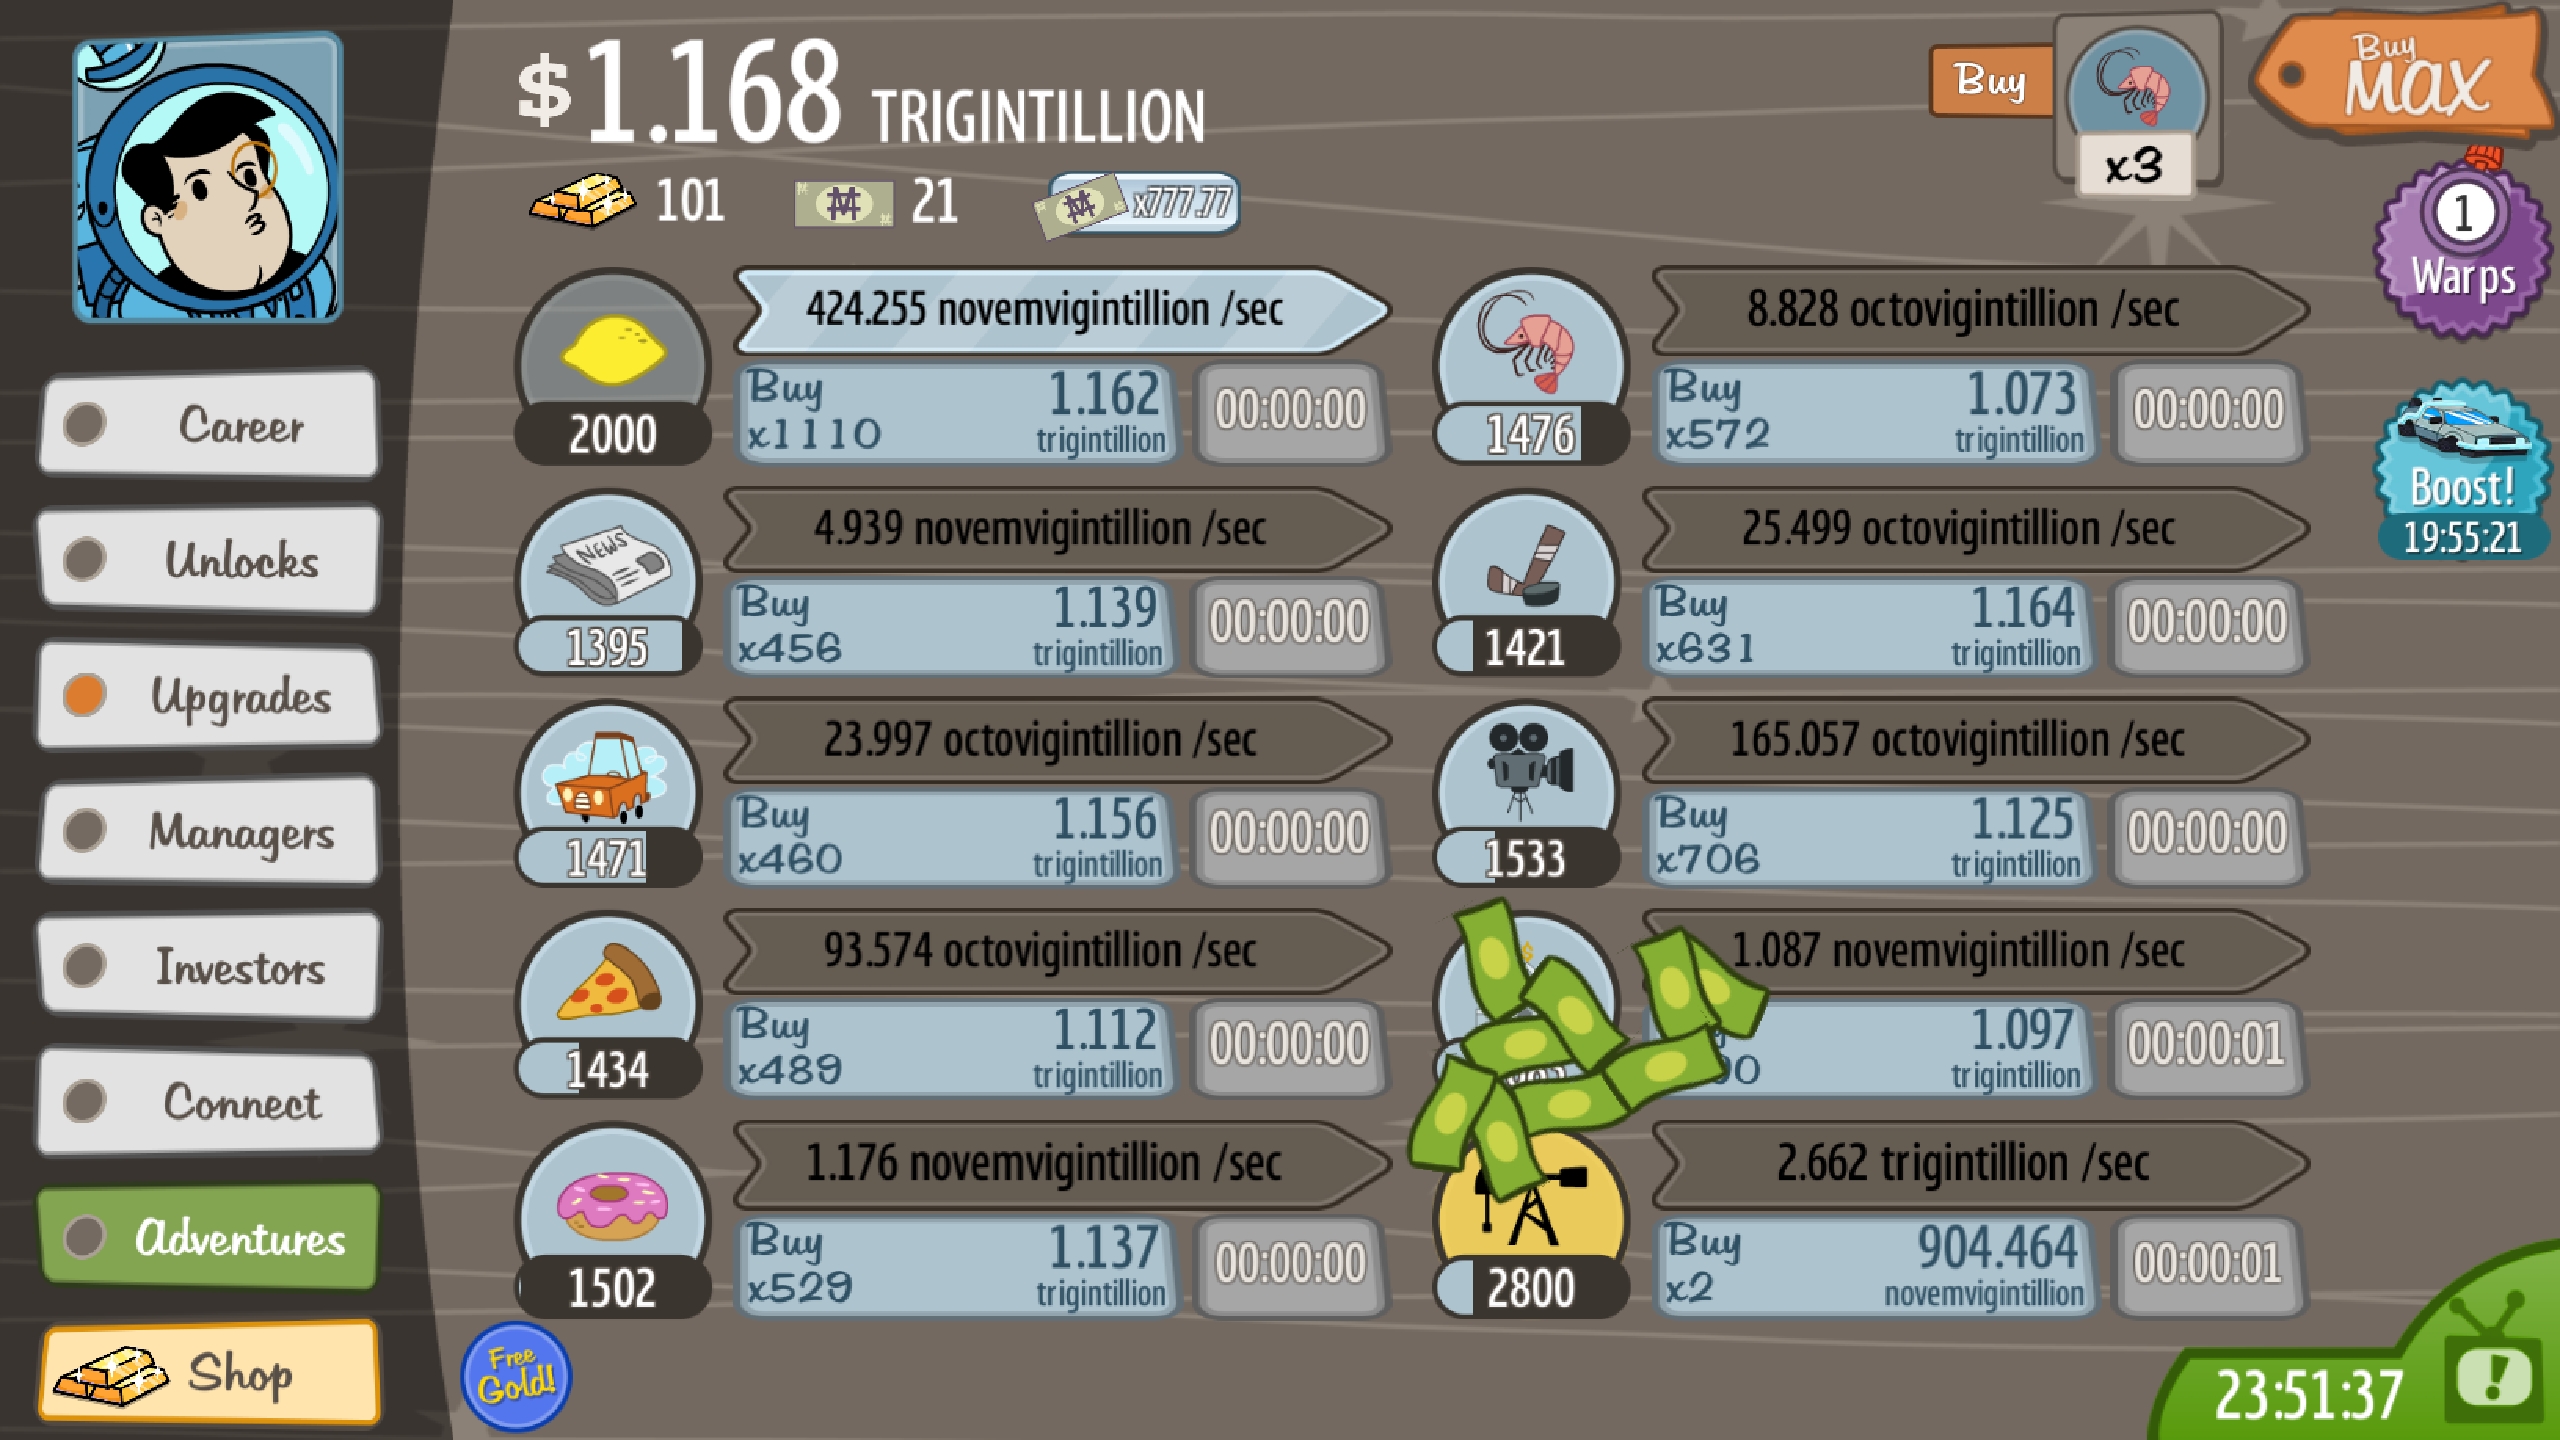 $1.168 TRIGINTILLION
101
21
x777.77
Buy
x3
Buy
MAX
1
Warps
Boost!
19:55:21
Career
Unlocks
Upgrades
Managers
Investors
Connect
Adventures
Shop
424.255 novemvigintillion /sec
2000
Buy
x1110
1.162
trigintillion
00:00:00
NEWS
4.939 novemvigintillion /sec
1395
Buy
x456
1.139
trigintillion
00:00:00
23.997 octovigintillion /sec
1471
Buy
x460
1.156
trigintillion
00:00:00
93.574 octovigintillion /sec
1434
Buy
x489
1.112
trigintillion
00:00:00
1.176 novemvigintillion /sec
1502
Buy
x529
1.137
trigintillion
00:00:00
8.828 octovigintillion /sec
1476
Buy
x572
1.073
trigintillion
00:00:00
25.499 octovigintillion /sec
1421
Buy
x631
1.164
trigintillion
00:00:00
165.057 octovigintillion /sec
1533
Buy
x706
1.125
trigintillion
00:00:00
1.087 novemvigintillion /sec
1.097
trigintillion
00:00:01
2.662 trigintillion /sec
2800
Buy
x2
904.464
novemvigintillion
00:00:01
Free
Gold!
23:51:37